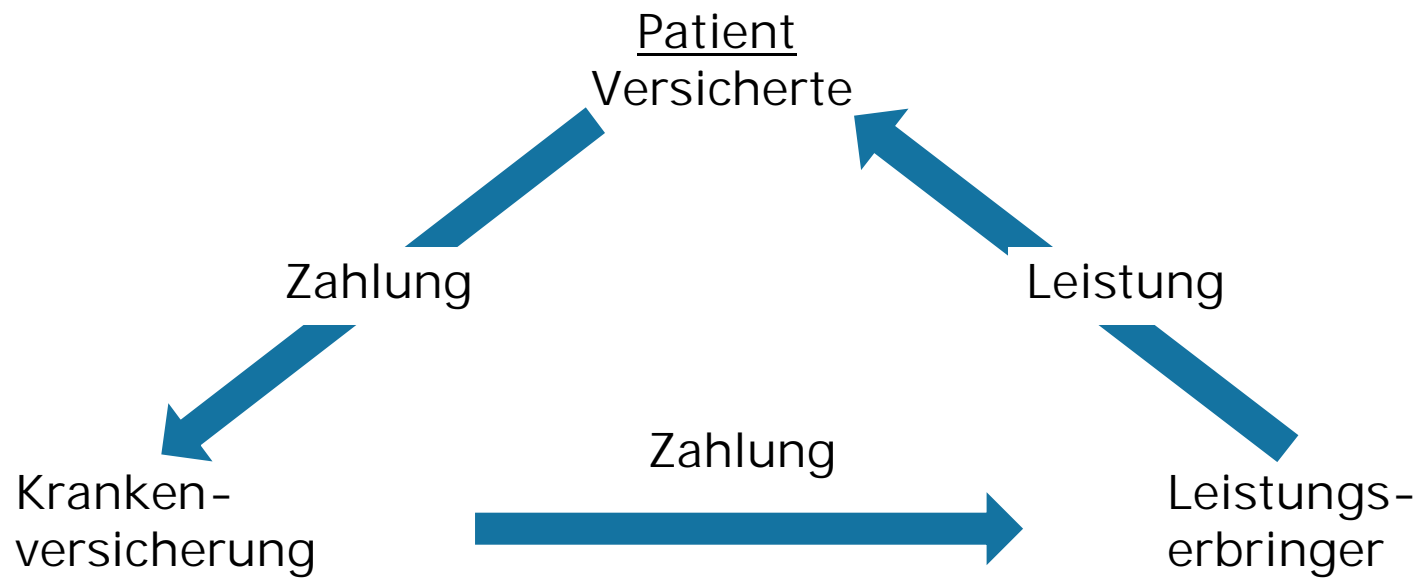 Patient
Versicherte
Zahlung
Leistung
Zahlung
Kranken-
versicherung
Leistungs-
erbringer